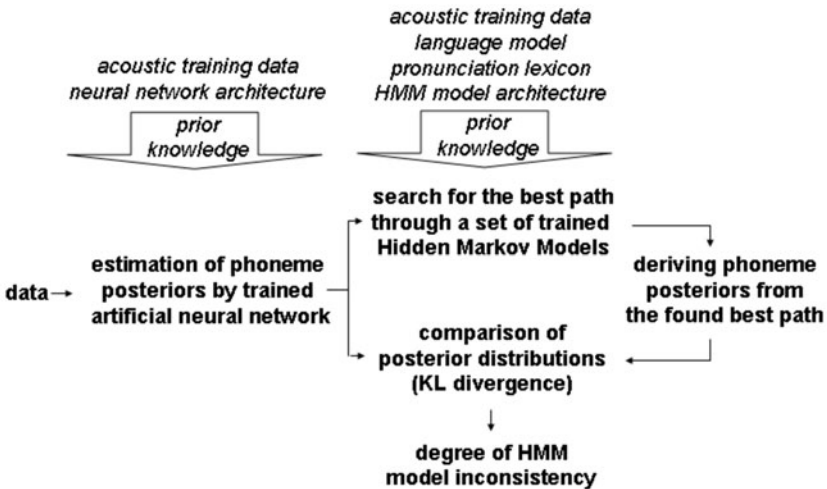 acoustic training data
neural network architecture
prior
knowledge
acoustic training data
language model
pronunciation lexicon
HMM model architecture
prior
knowledge
data
estimation of phoneme
posteriors by trained
artificial neural network
search for the best path
through a set of trained
Hidden Markov Models
deriving phoneme
posteriors from
the found best path
comparison of
posterior distributions
(KL divergence)
degree of HMM
model inconsistency